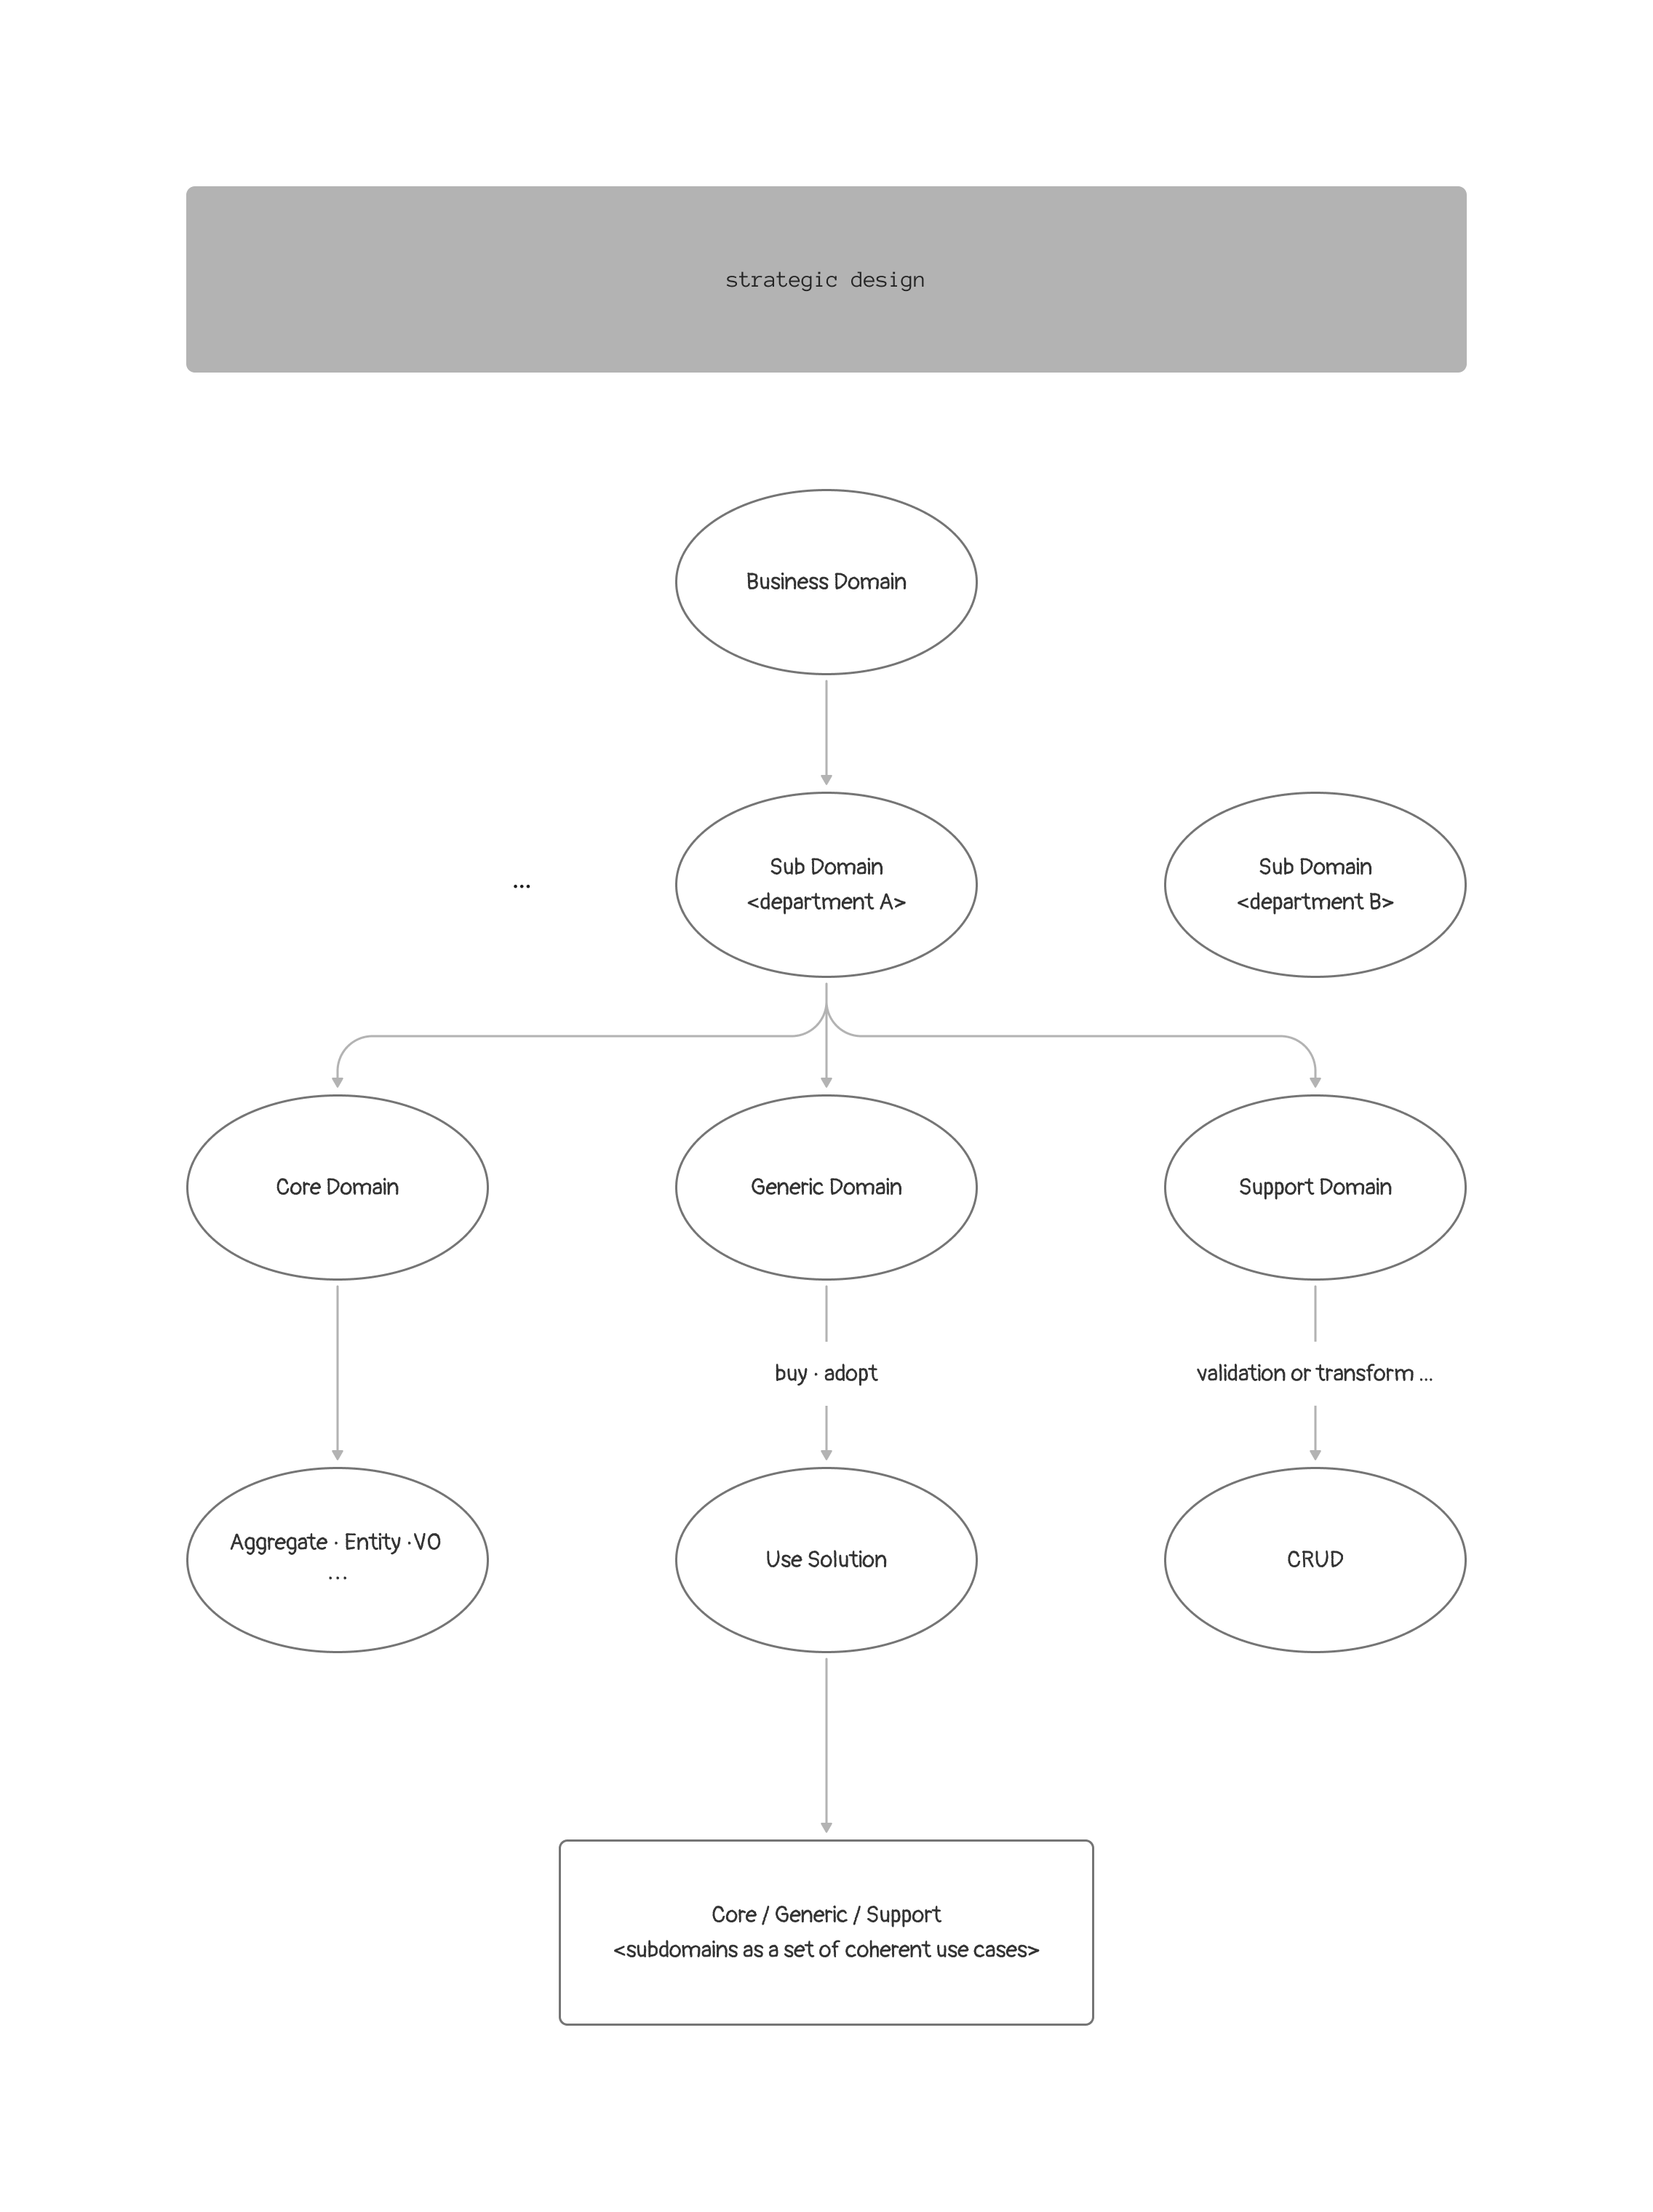 strategic design
Business Domain
...
Sub Domain
<department A>
Sub Domain
<department B>
Core Domain
Generic Domain
Support Domain
buy · adopt
validation or transform ...
Aggregate · Entity ·VO
...
Use Solution
CRUD
Core / Generic / Support
<subdomains as a set of coherent use cases>